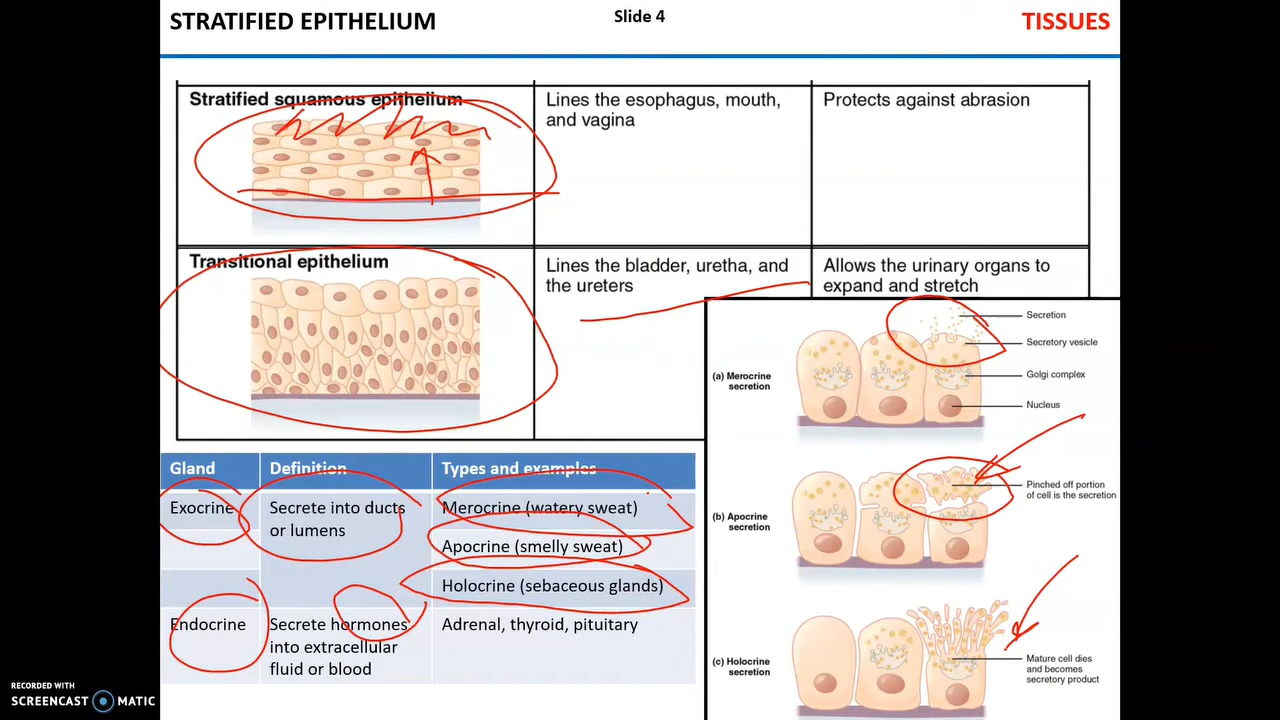 STRATIFIED EPITHELIUM
Slide 4
TISSUES
Stratified squamous epithelium
Lines the esophagus, mouth,
and vagina
Protects against abrasion
Transitional epithelium
Lines the bladder, uretha, and
the ureters
Allows the urinary organs to
expand and stretch
Secretion
Secretory vesicle
(a) Merocrine
secretion
Golgi complex
Nucleus
Pinched off portion
of cell is the secretion
(b) Apocrine
secretion
(c) Holocrine
secretion
Mature cell dies
and becomes
secretory product
Gland
Definition
Types and examples
Exocrine
Secrete into ducts
or lumens
Merocrine (watery sweat)
Apocrine (smelly sweat)
Holocrine (sebaceous glands)
Endocrine
Secrete hormones
into extracellular
fluid or blood
Adrenal, thyroid, pituitary
RECORDED WITH
SCREENCAST MATIC